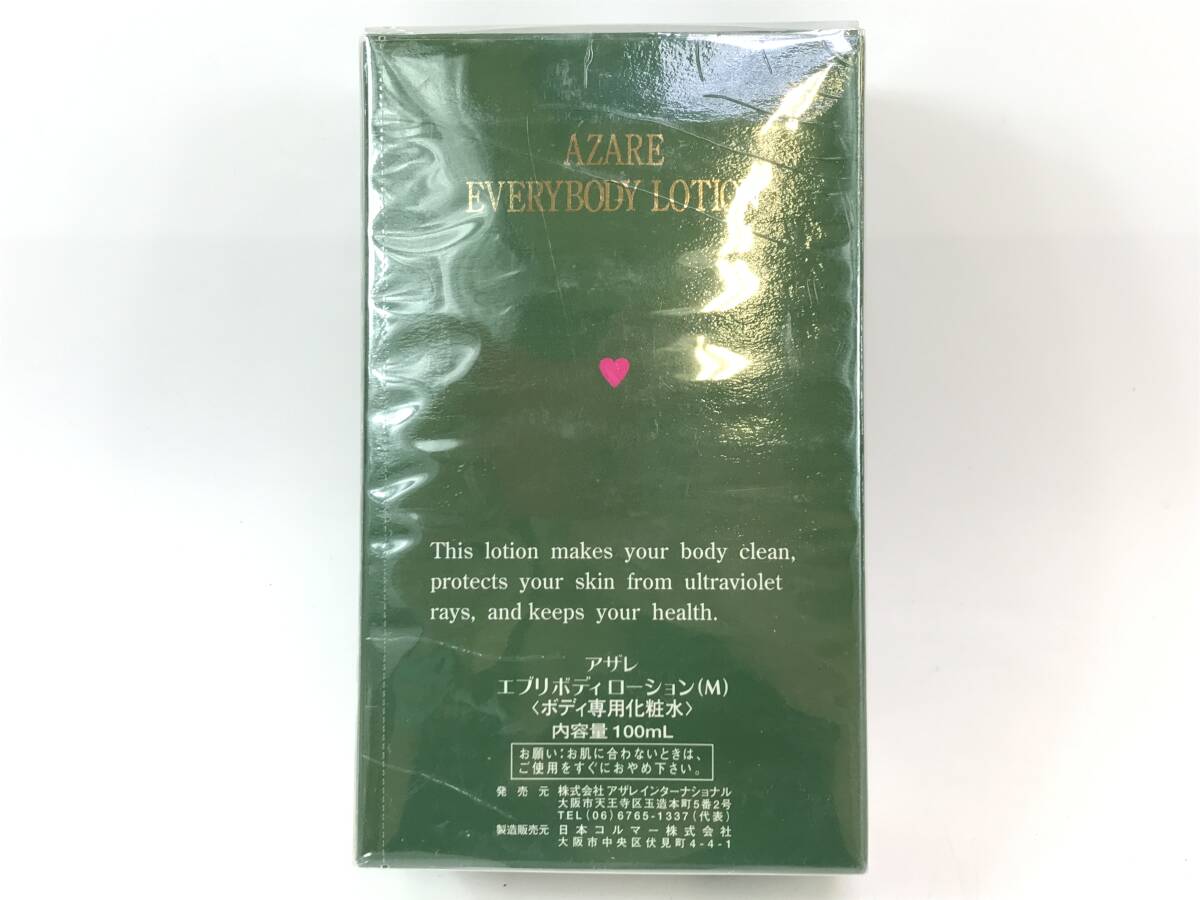 AZARE
EVERYBODY LOTION
This lotion makes your body clean,
protects your skin from ultraviolet
rays, and keeps your health.
アザレ
エブリボディローション(M)
〈ボディ専用化粧水〉
内容量100mL
お願い:お肌に合わないときは、
ご使用をすぐにおやめ下さい。
発売元 株式会社アザレインターナショナル
大阪市天王寺区玉造本町5番2号
TEL(06)6765-1337(代表)
製造販売元 日本コルマー株式会社
大阪市中央区伏見町4-4-1